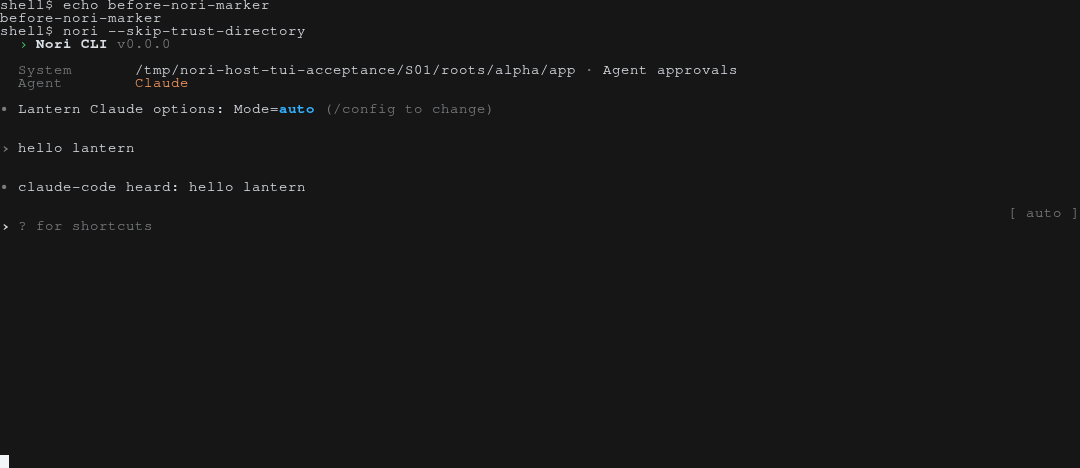 shell$ echo before-nori-marker
before-nori-marker
shell$ nori --skip-trust-directory
› Nori CLI v0.0.0
System /tmp/nori-host-tui-acceptance/S01/roots/alpha/app · Agent approvals
Agent Claude
• Lantern Claude options: Mode=auto (/config to change)
› hello lantern
• claude-code heard: hello lantern
[ auto ]
› ? for shortcuts